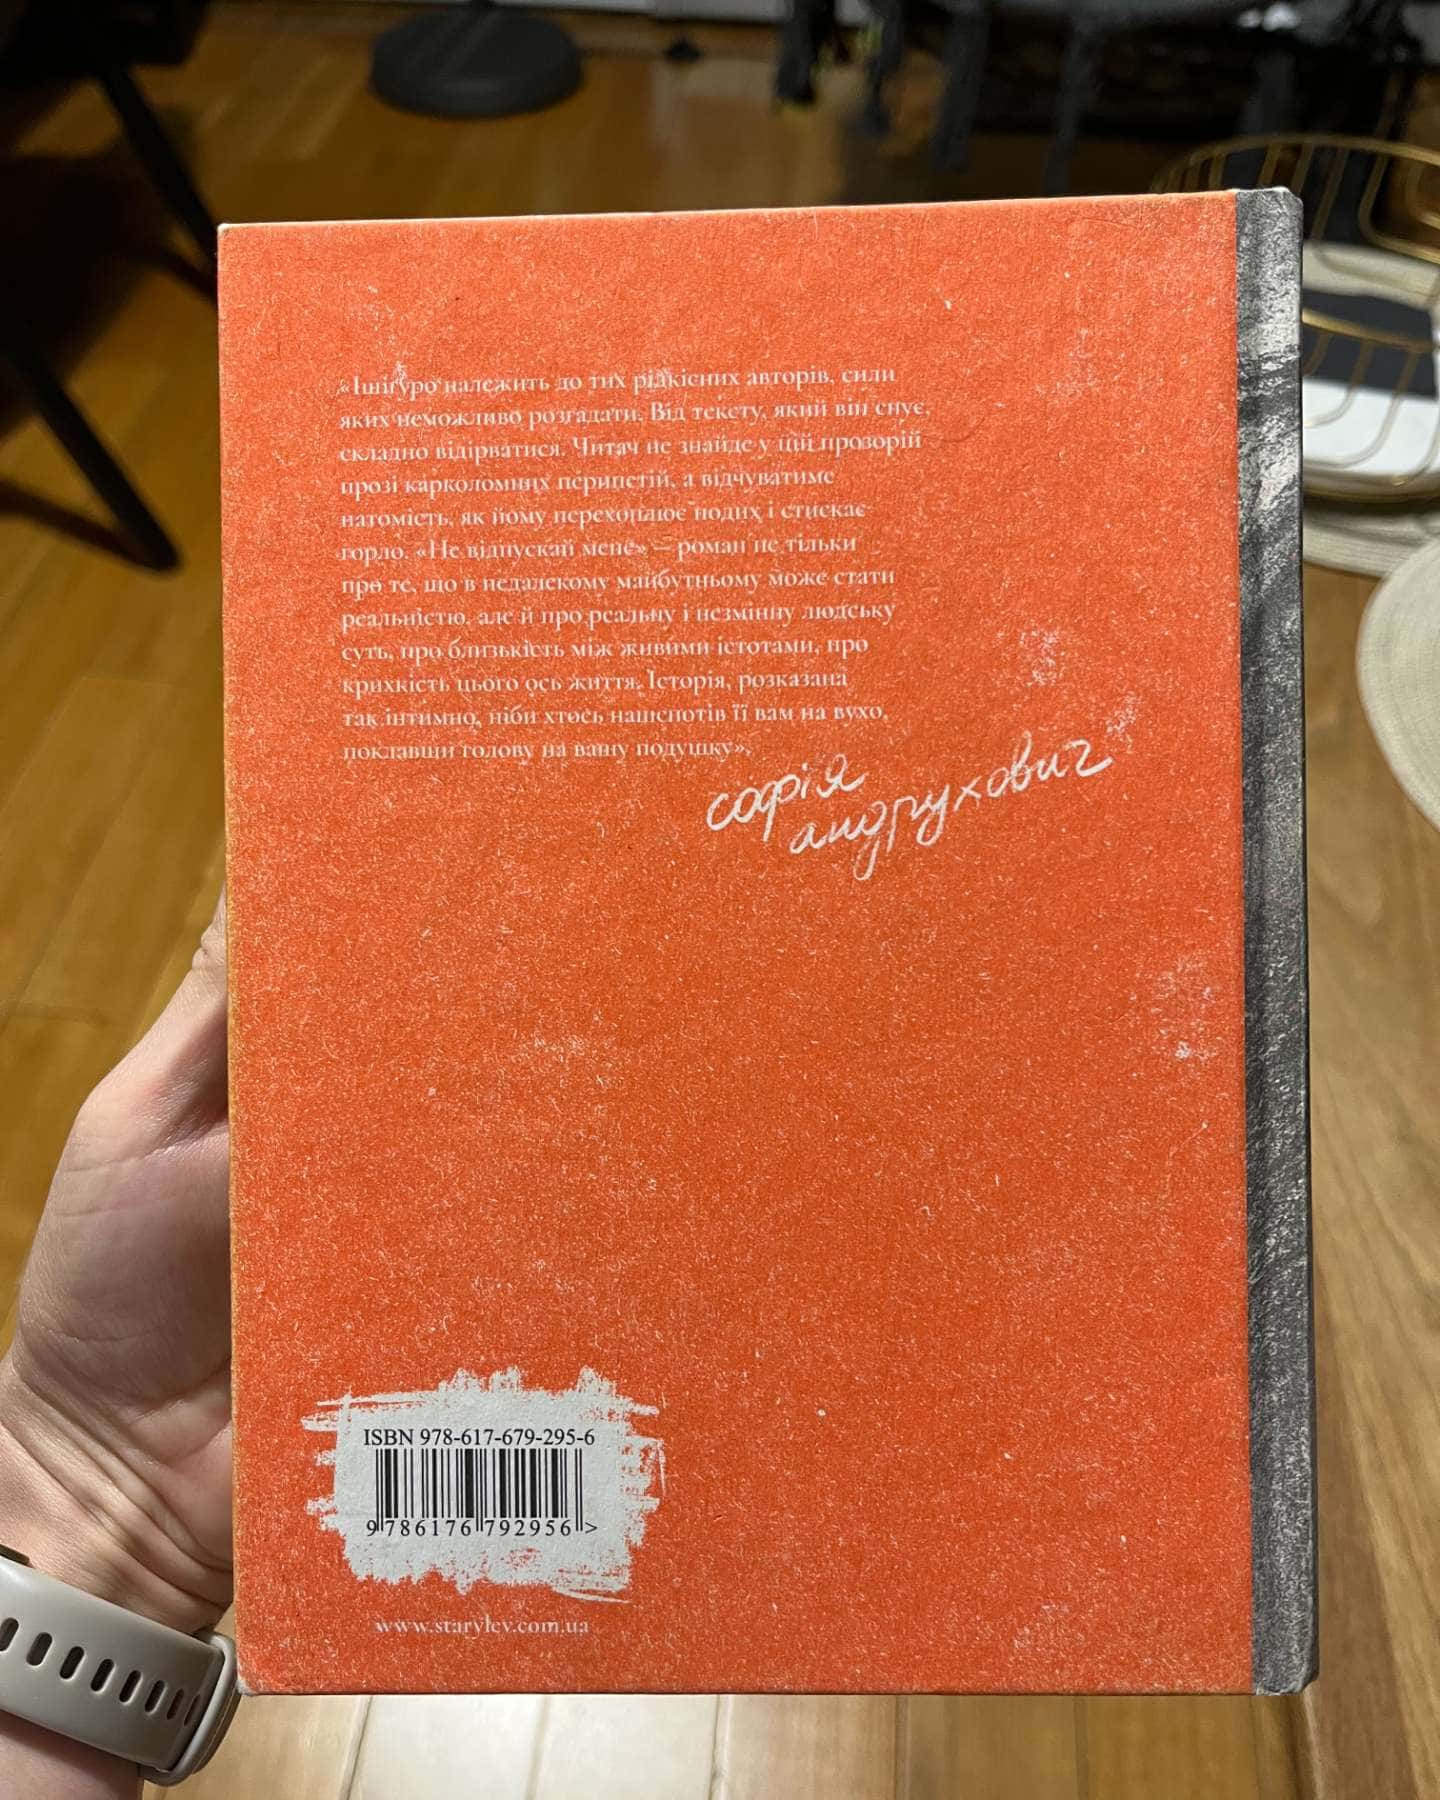 «Ішіґуро належить до тих рідкісних авторів, сили
яких неможливо розгадати. Від тексту, який він снує,
складно відірватися. Читач не знайде у цій прозорій
прозі карколомних перипетій, а відчуватиме
натомість, як йому перехоплює подих і стискає
горло. «Не відпускай мене» — роман не тільки
про те, що в недалекому майбутньому може стати
реальністю, але й про реальну і незмінну людську
суть, про близькість між живими істотами, про
крихкість цього ось життя. Історія, розказана
так інтимно, ніби хтось нашепотів її вам на вухо,
поклавши голову на вашу подушку».
софія
андрухович
ISBN 978-617-679-295-6
9 786176 792956 >
www.starylev.com.ua